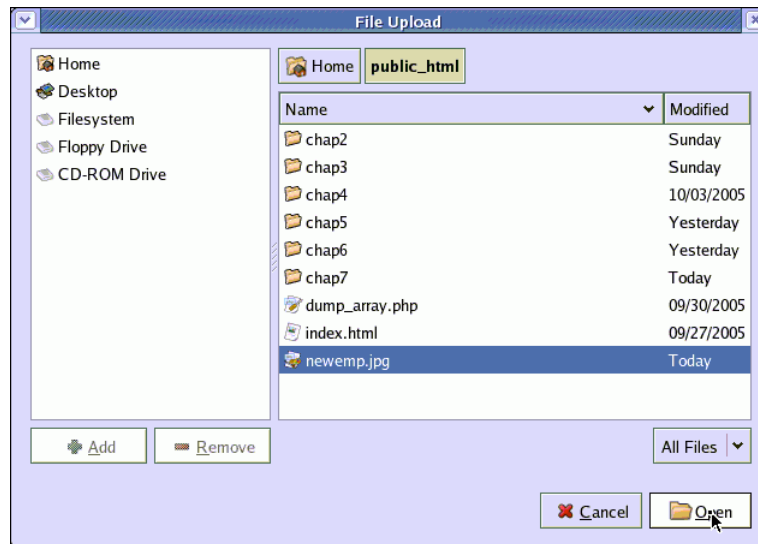 File Upload
Home
Desktop
Filesystem
Floppy Drive
CD-ROM Drive
Home public_html
Name Modified
chap2 Sunday
chap3 Sunday
chap4 10/03/2005
chap5 Yesterday
chap6 Yesterday
chap7 Today
dump_array.php 09/30/2005
index.html 09/27/2005
newemp.jpg Today
Add Remove
All Files
Cancel Open